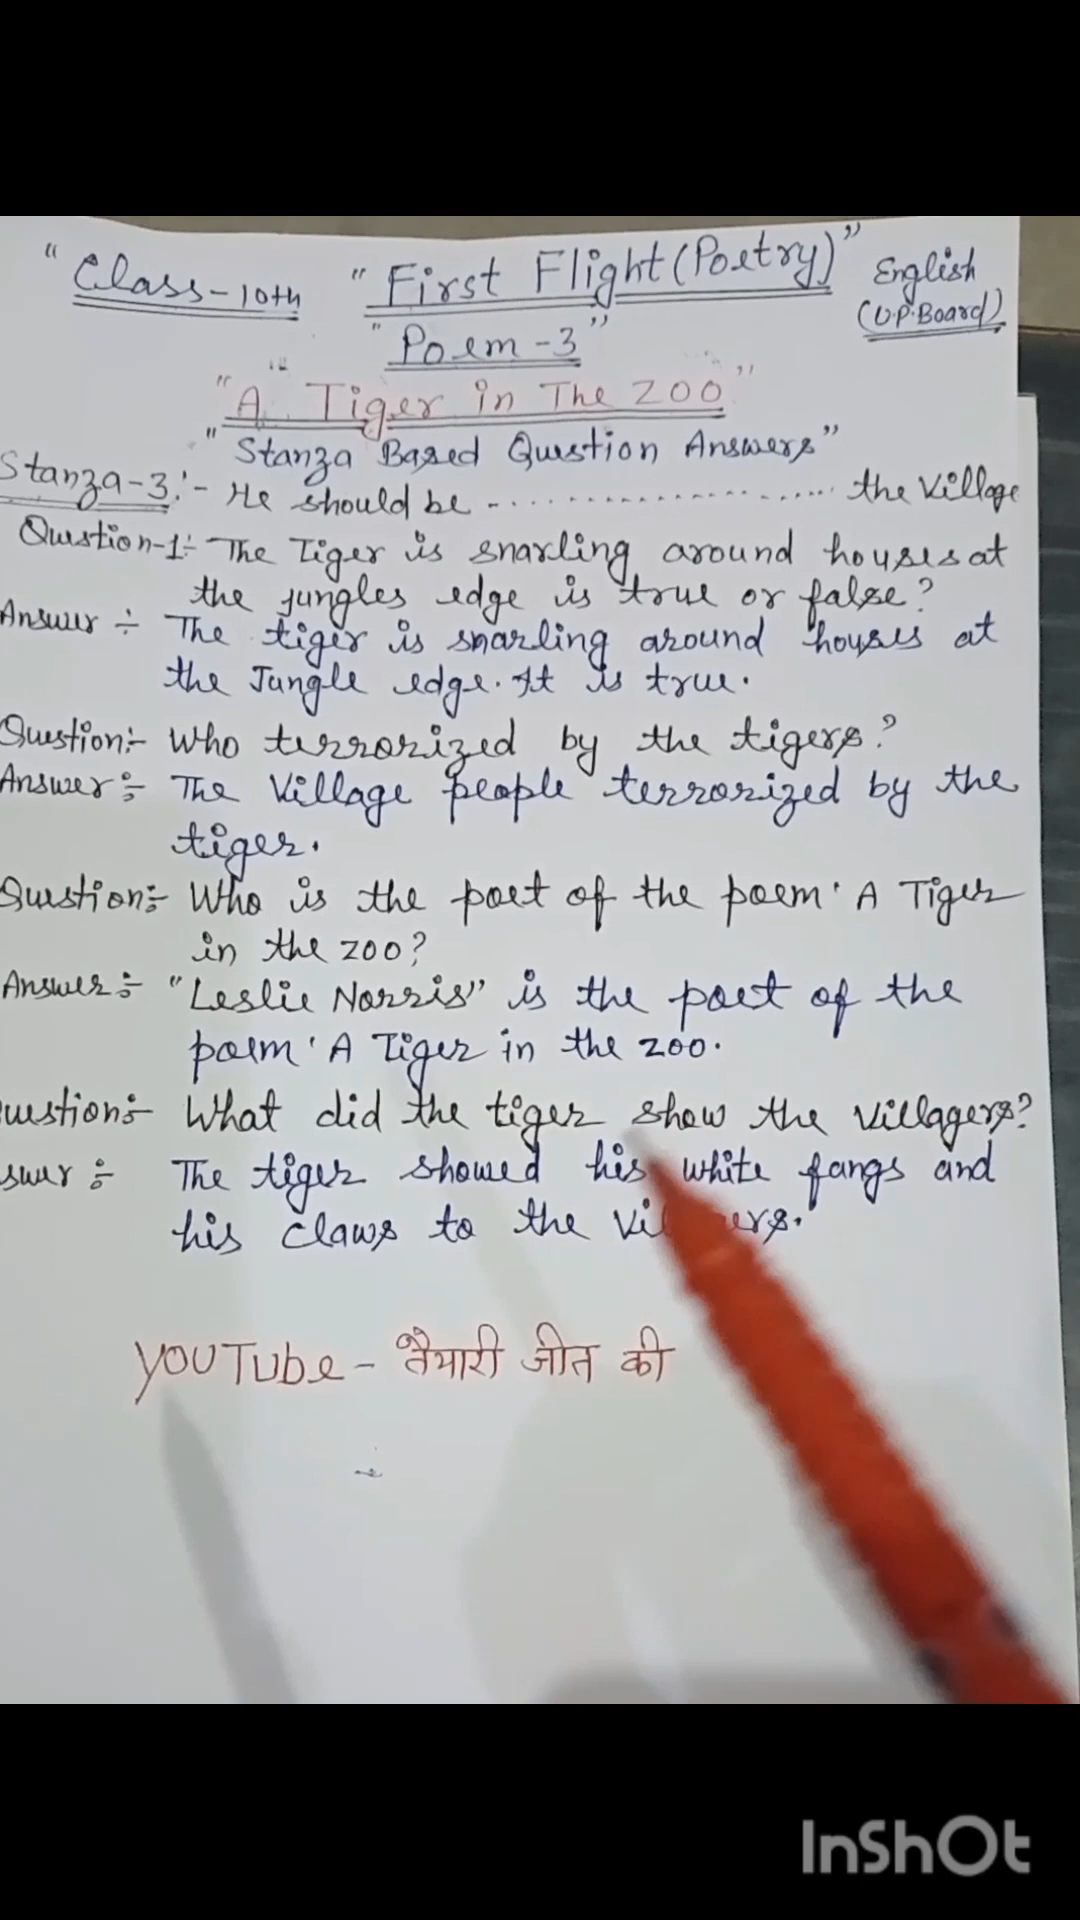 "Class-10th "First Flight (Poetry)" English
(U.P. Board)
"Poem-3"
"A Tiger in The Zoo"
"Stanza Based Question Answers"
Stanza-3:- He should be .................... the Village
Question-1:- The Tiger is snarling around houses at
the jungles edge is true or false?
Answer ÷ The tiger is snarling around houses at
the Jungle edge. It is true.
Question:- Who terrorized by the tigers?
Answer:- The Village people terrorized by the
tiger.
Question:- Who is the poet of the poem 'A Tiger
in the zoo?
Answer:- "Leslie Norris" is the poet of the
poem 'A Tiger in the zoo.
uestion:- What did the tiger show the villagers?
swer:- The tiger showed his white fangs and
his claws to the Vi ers.
YOUTube - तैयारी जीत की
InShOt